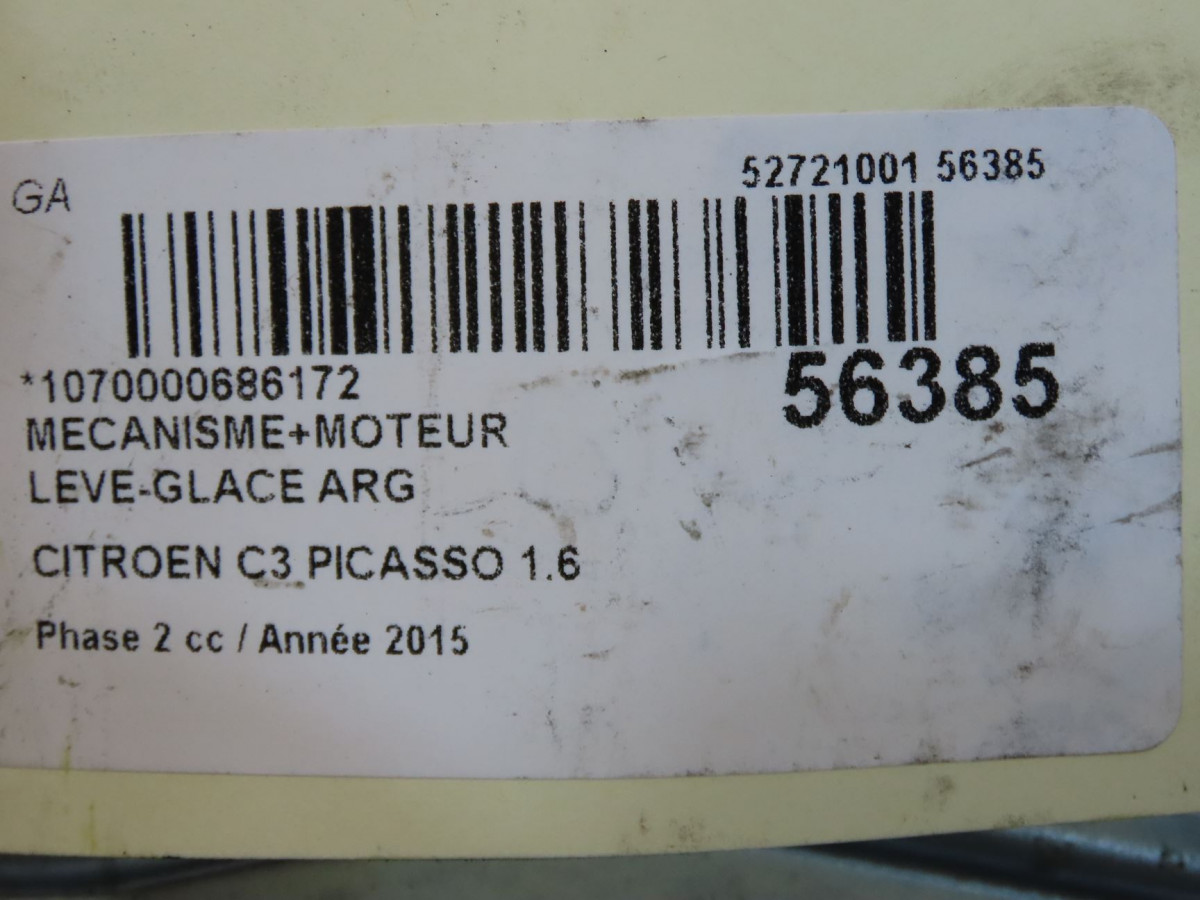 52721001 56385
GA
*1070000686172
56385
MECANISME+MOTEUR
LEVE-GLACE ARG
CITROEN C3 PICASSO 1.6
Phase 2 cc / Année 2015